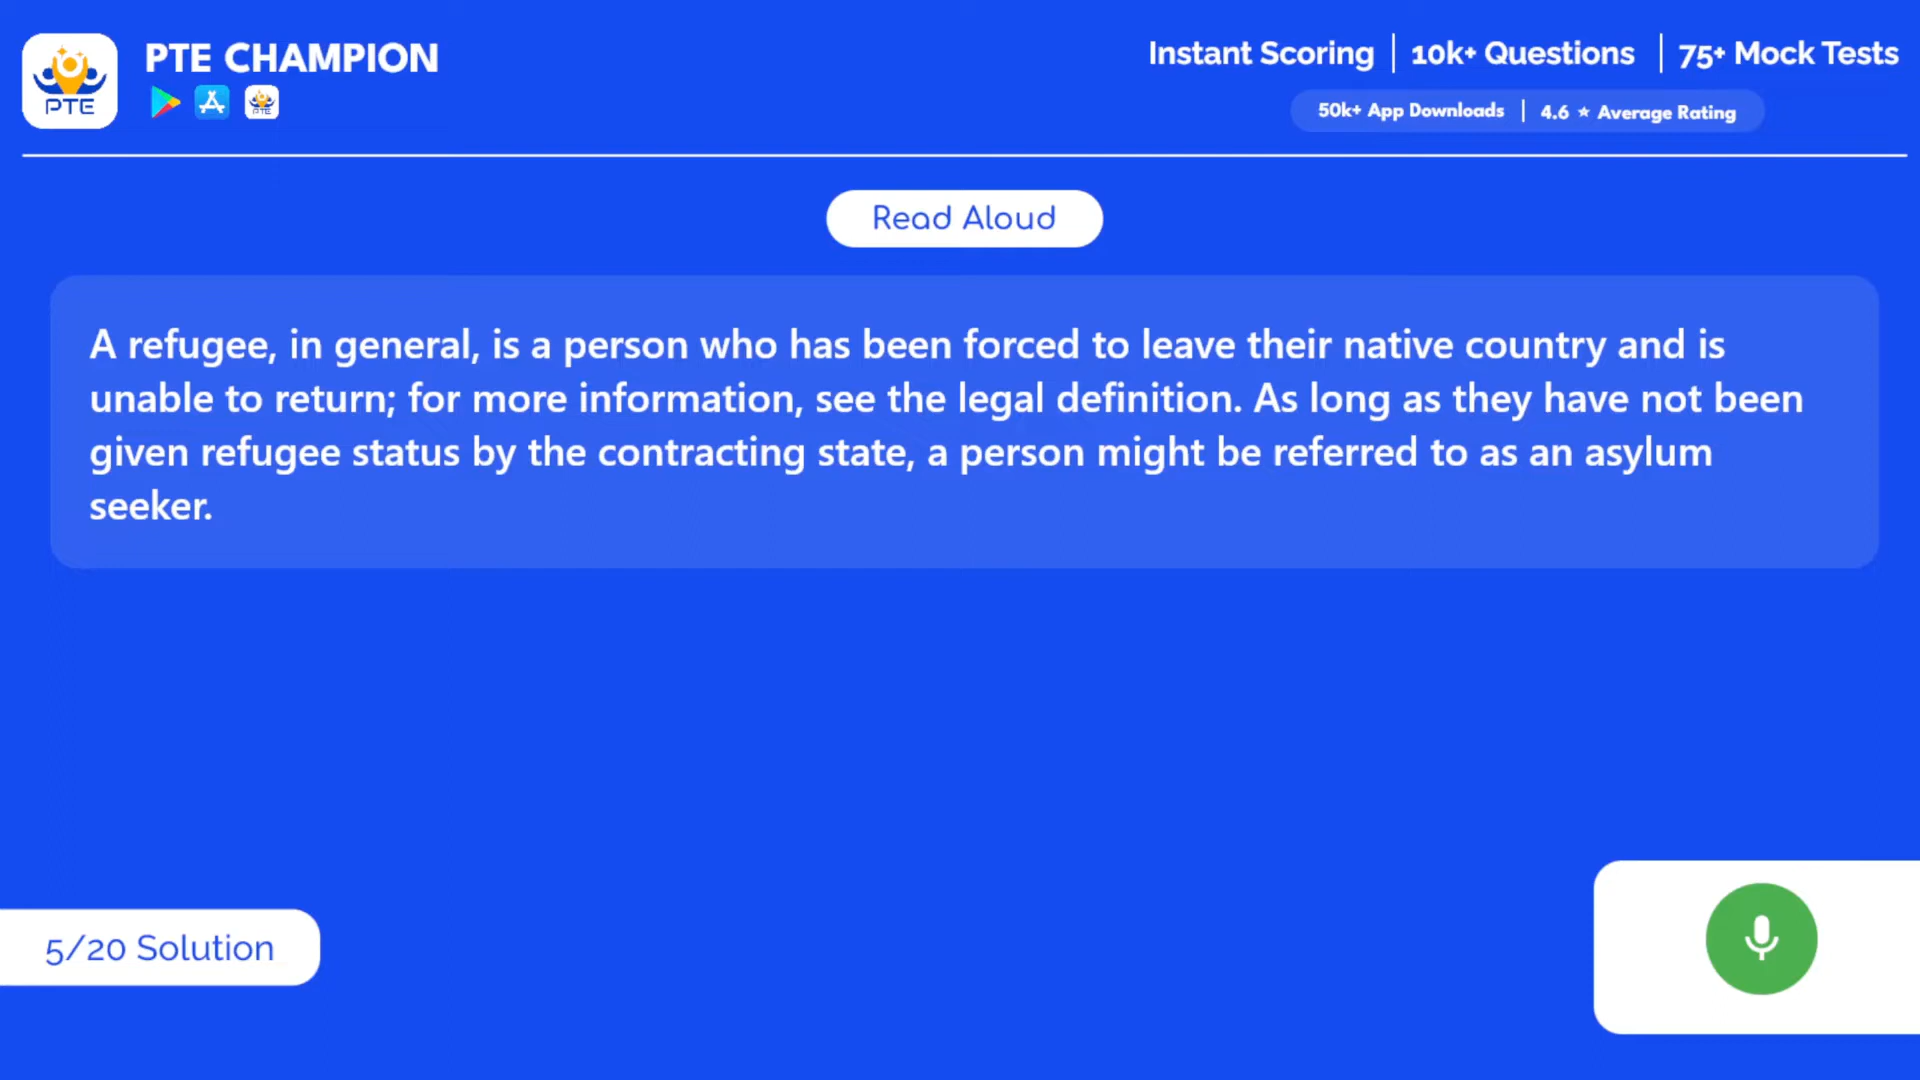 PTE CHAMPION
PTE
PTE
Instant Scoring | 10k+ Questions | 75+ Mock Tests
50k+ App Downloads | 4.6 ★ Average Rating
Read Aloud
A refugee, in general, is a person who has been forced to leave their native country and is
unable to return; for more information, see the legal definition. As long as they have not been
given refugee status by the contracting state, a person might be referred to as an asylum
seeker.
5/20 Solution